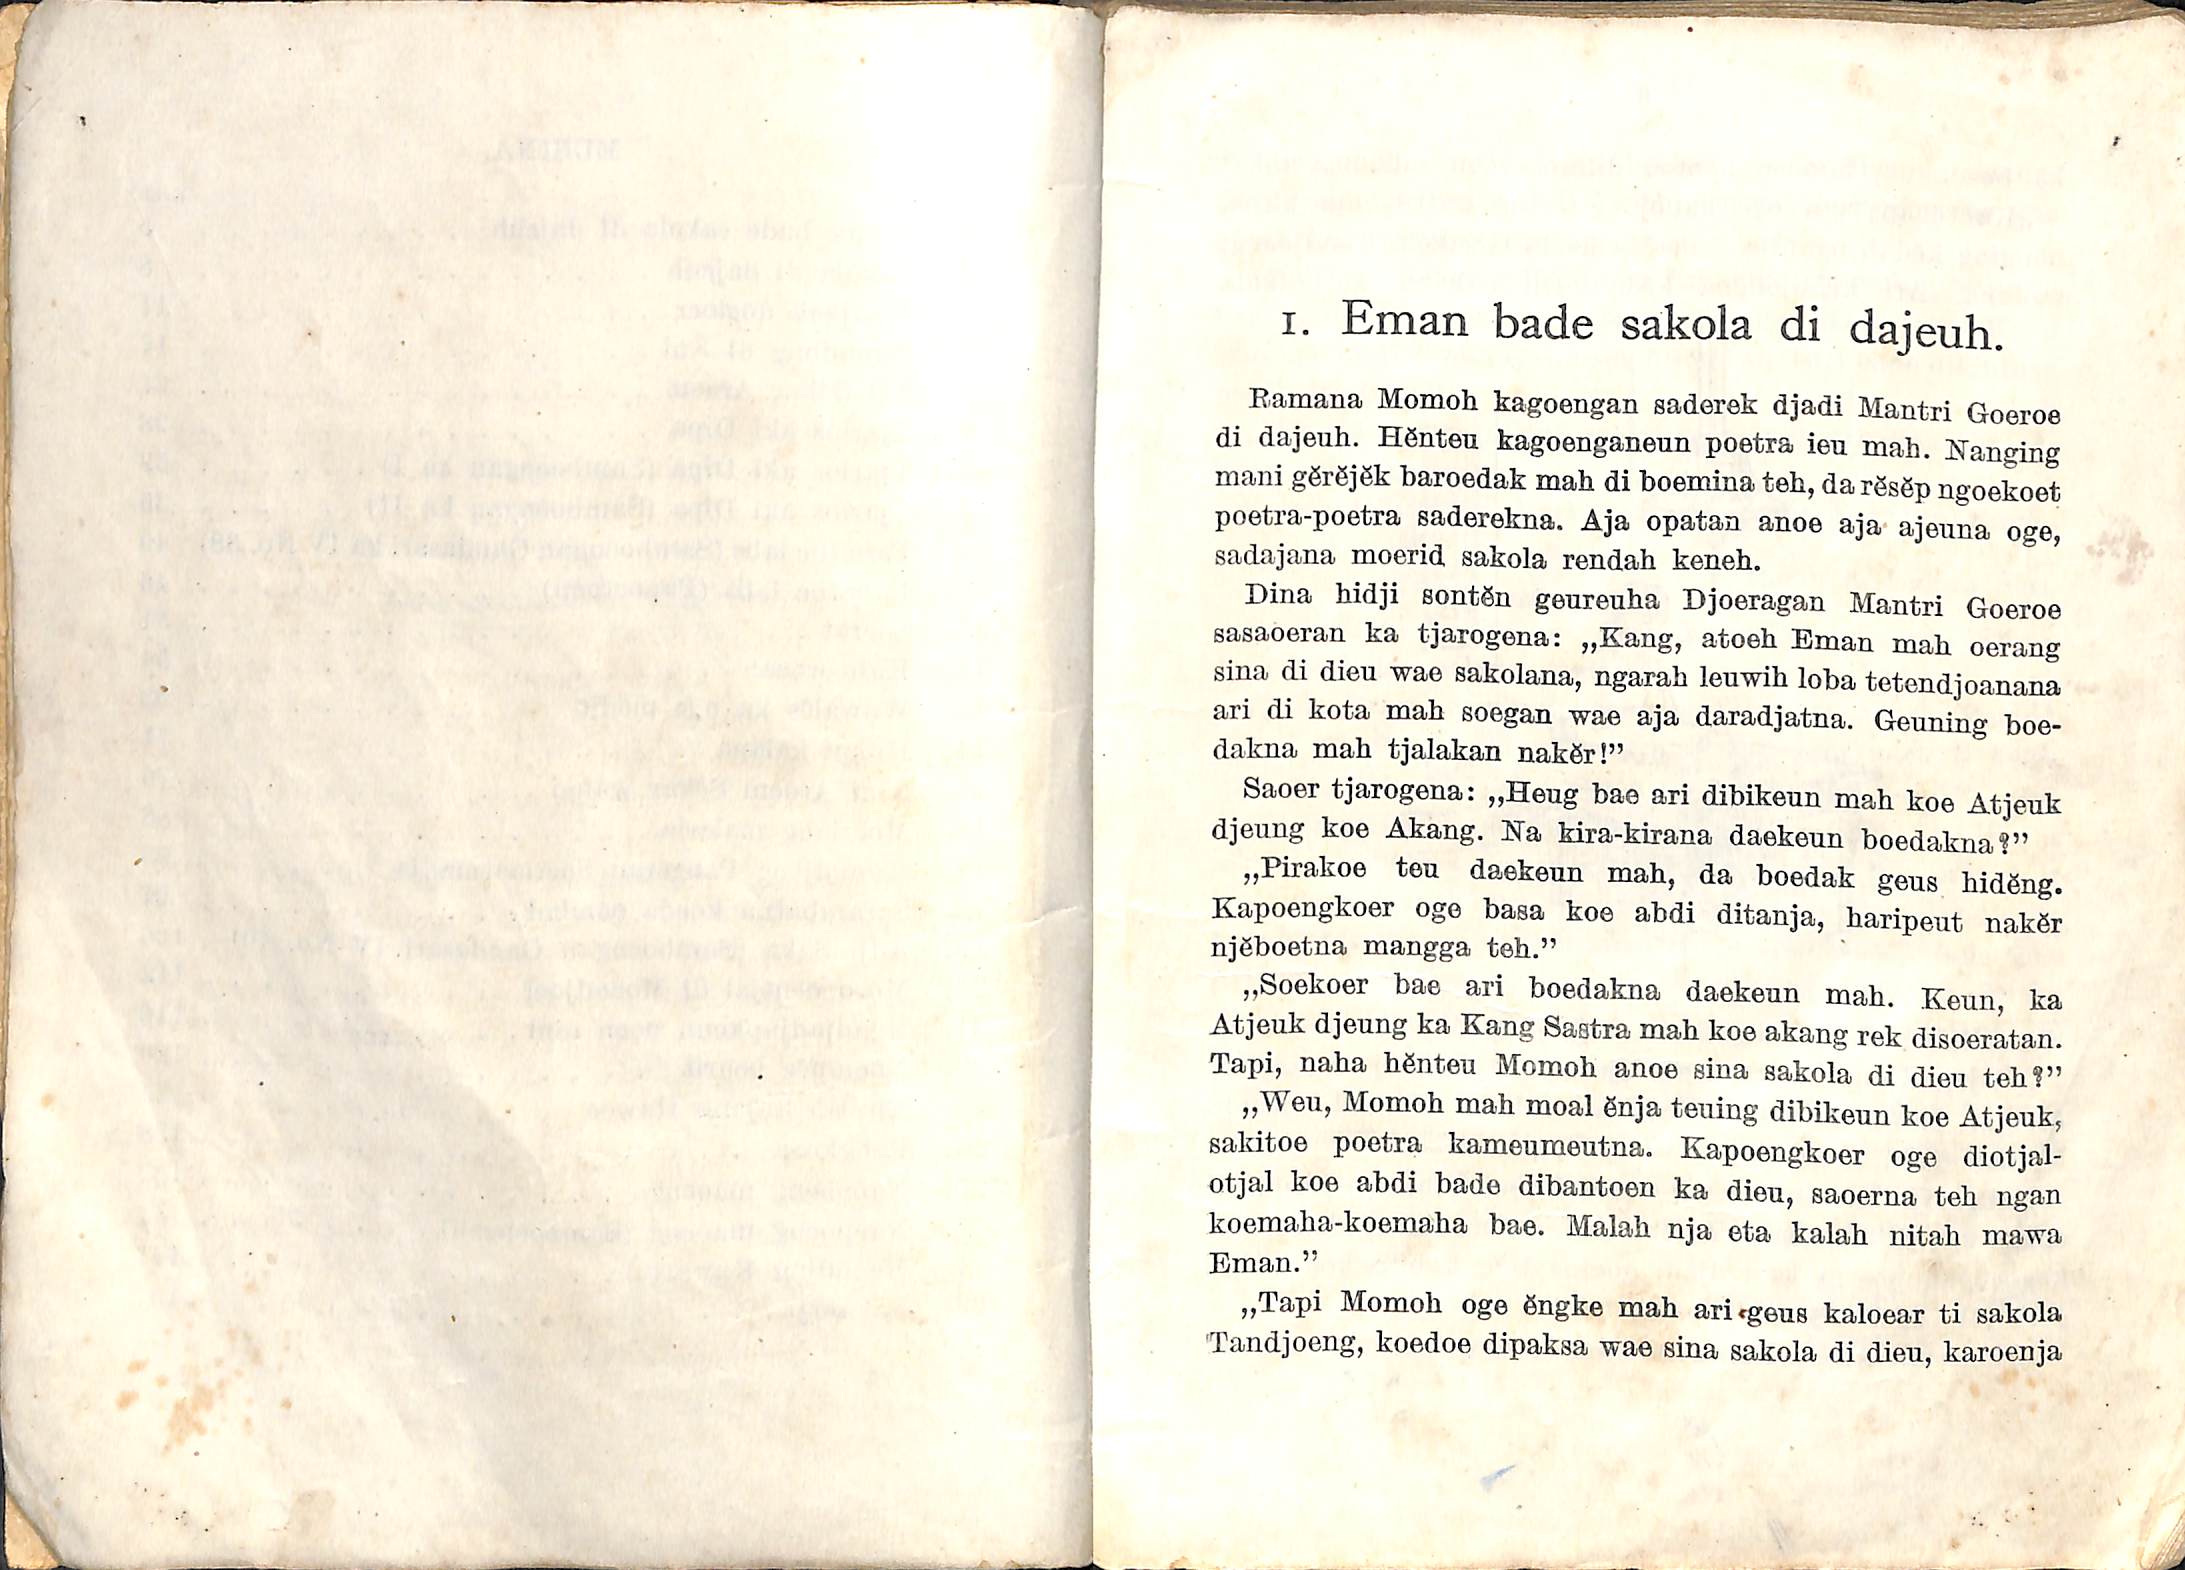 1. Eman bade sakola di dajeuh.
Ramana Momoh kagoengan saderek djadi Mantri Goeroe
di dajeuh. Hĕnteu kagoenganeun poetra ieu mah. Nanging
mani gĕrĕjĕk baroedak mah di boemina teh, da rĕsĕp ngoekoet
poetra-poetra saderekna. Aja opatan anoe aja ajeuna oge,
sadajana moerid sakola rendah keneh.
Dina hidji sontĕn geureuha Djoeragan Mantri Goeroe
sasaoeran ka tjarogena: „Kang, atoeh Eman mah oerang
sina di dieu wae sakolana, ngarah leuwih loba tetendjoanana
ari di kota mah soegan wae aja daradjatna. Geuning boe-
dakna mah tjalakan nakĕr!”
Saoer tjarogena: „Heug bae ari dibikeun mah koe Atjeuk
djeung koe Akang. Na kira-kirana daekeun boedakna?”
„Pirakoe teu daekeun mah, da boedak geus hidĕng.
Kapoengkoer oge basa koe abdi ditanja, haripeut nakĕr
njĕboetna mangga teh.”
„Soekoer bae ari boedakna daekeun mah. Keun, ka
Atjeuk djeung ka Kang Sastra mah koe akang rek disoeratan.
Tapi, naha hĕnteu Momoh anoe sina sakola di dieu teh?”
„Weu, Momoh mah moal ĕnja teuing dibikeun koe Atjeuk,
sakitoe poetra kameumeutna. Kapoengkoer oge diotjal-
otjal koe abdi bade dibantoen ka dieu, saoerna teh ngan
koemaha-koemaha bae. Malah nja eta kalah nitah mawa
Eman.”
„Tapi Momoh oge ĕngke mah ari geus kaloear ti sakola
Tandjoeng, koedoe dipaksa wae sina sakola di dieu, karoenja